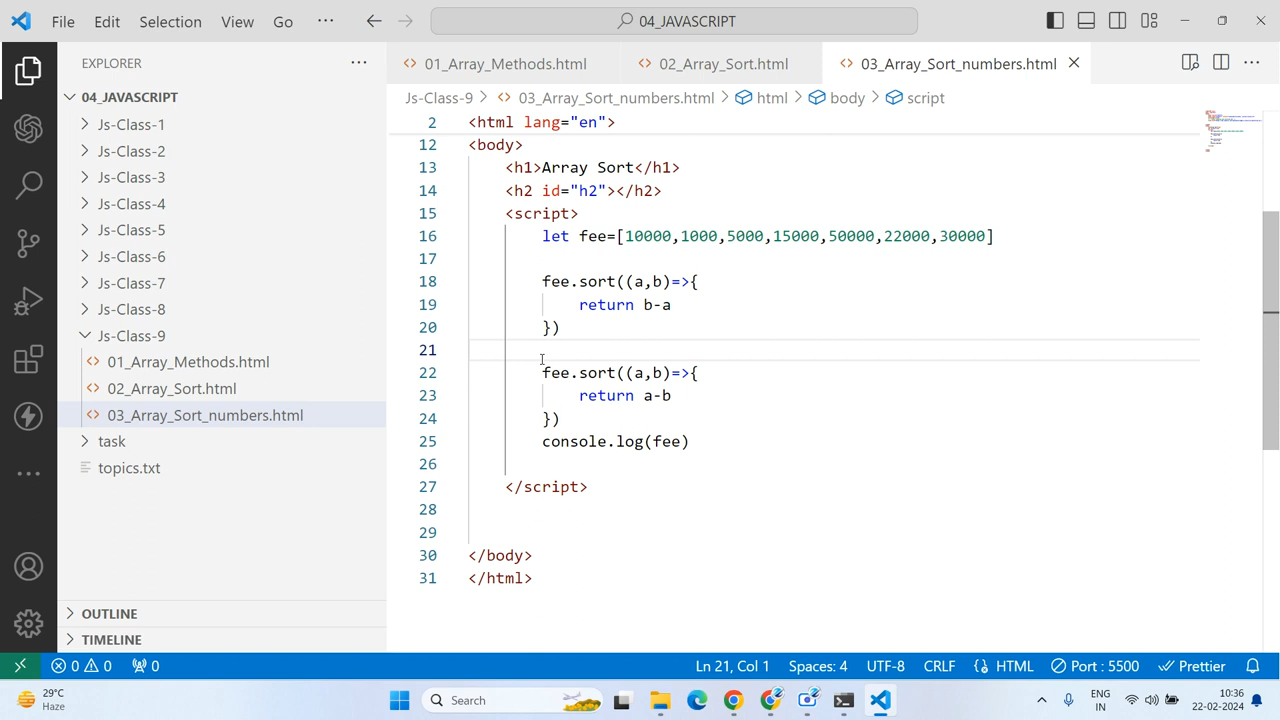 File Edit Selection View Go ··· 04_JAVASCRIPT
EXPLORER ···
04_JAVASCRIPT
Js-Class-1
Js-Class-2
Js-Class-3
Js-Class-4
Js-Class-5
Js-Class-6
Js-Class-7
Js-Class-8
Js-Class-9
01_Array_Methods.html
02_Array_Sort.html
03_Array_Sort_numbers.html
task
topics.txt
OUTLINE
TIMELINE
01_Array_Methods.html 02_Array_Sort.html 03_Array_Sort_numbers.html
Js-Class-9 > 03_Array_Sort_numbers.html > html > body > script
2 <html lang="en">
12 <body>
13 <h1>Array Sort</h1>
14 <h2 id="h2"></h2>
15 <script>
16 let fee=[10000,1000,5000,15000,50000,22000,30000]
17
18 fee.sort((a,b)=>{
19 return b-a
20 })
21
22 fee.sort((a,b)=>{
23 return a-b
24 })
25 console.log(fee)
26
27 </script>
28
29
30 </body>
31 </html>
0 0 0 Ln 21, Col 1 Spaces: 4 UTF-8 CRLF HTML Port : 5500 Prettier
29°C
Haze
Search
ENG
IN
10:36
22-02-2024